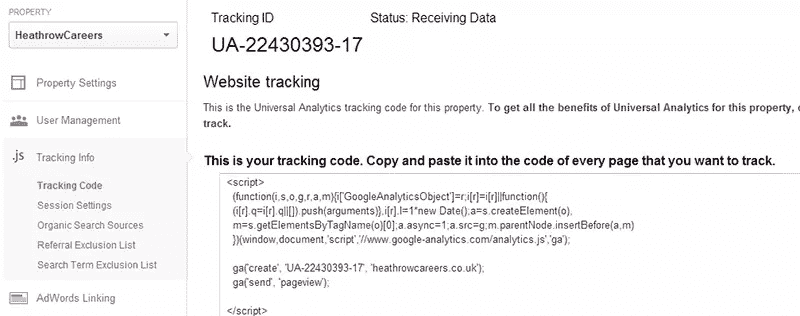 PROPERTY
HeathrowCareers
Property Settings
User Management
.js Tracking Info
Tracking Code
Session Settings
Organic Search Sources
Referral Exclusion List
Search Term Exclusion List
AdWords Linking
Tracking ID Status: Receiving Data
UA-22430393-17
Website tracking
This is the Universal Analytics tracking code for this property. To get all the benefits of Universal Analytics for this property,
track.
This is your tracking code. Copy and paste it into the code of every page that you want to track.
<script>
(function(i,s,o,g,r,a,m){i['GoogleAnalyticsObject']=r;i[r]=i[r]||function(){
(i[r].q=i[r].q||[]).push(arguments)},i[r].l=1*new Date();a=s.createElement(o),
m=s.getElementsByTagName(o)[0];a.async=1;a.src=g;m.parentNode.insertBefore(a,m)
})(window,document,'script','//www.google-analytics.com/analytics.js','ga');
ga('create', 'UA-22430393-17', 'heathrowcareers.co.uk');
ga('send', 'pageview');
</script>